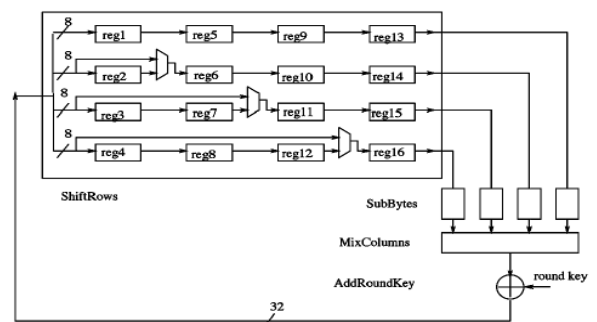 8
reg1 reg5 reg9 reg13
8
reg2 reg6 reg10 reg14
8
reg3 reg7 reg11 reg15
8
reg4 reg8 reg12 reg16
ShiftRows
SubBytes
MixColumns
AddRoundKey
round key
32